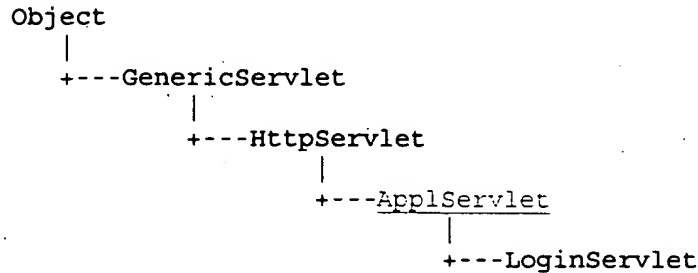 Object
|
+---GenericServlet
|
+---HttpServlet
|
+---ApplServlet
|
+---LoginServlet